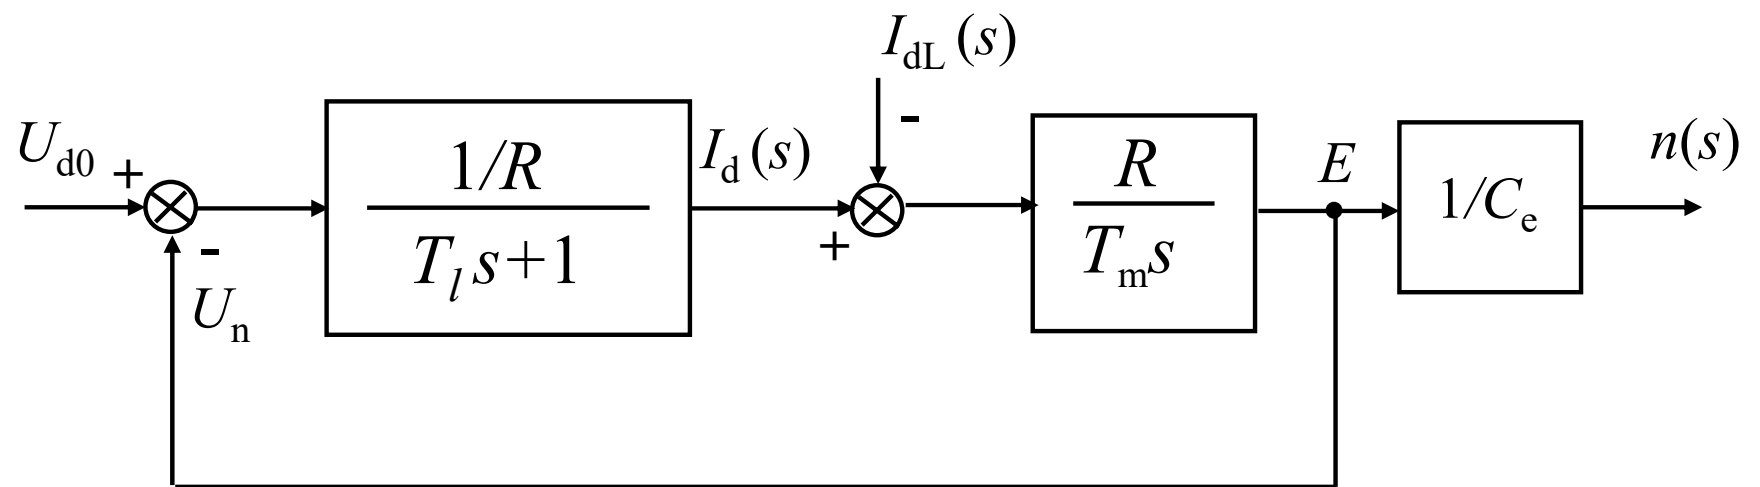 I_dL(s)
-
U_d0
+
1/R
T_l s+1
I_d(s)
+
R
T_m s
E
1/C_e
n(s)
-
U_n